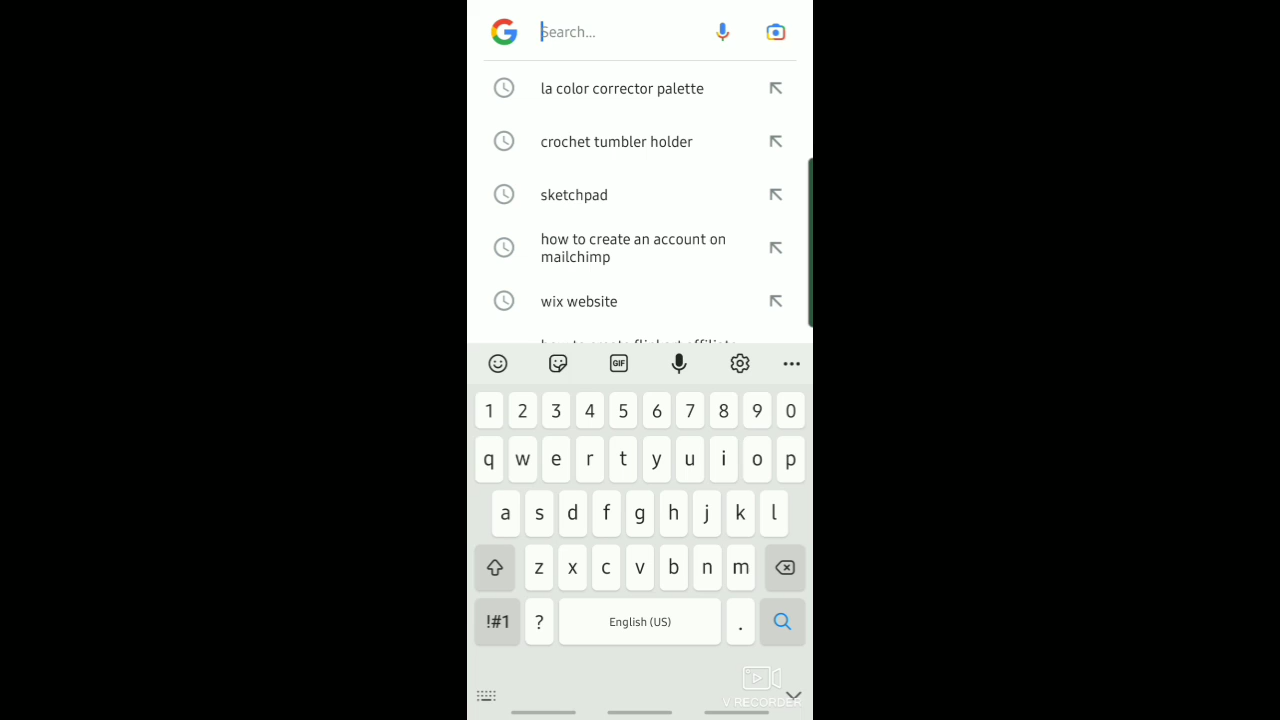 Search...
la color corrector palette
crochet tumbler holder
sketchpad
how to create an account on
mailchimp
wix website
GIF
1 2 3 4 5 6 7 8 9 0
q w e r t y u i o p
a s d f g h j k l
z x c v b n m
!#1 ? English (US) .
V.RECORDER